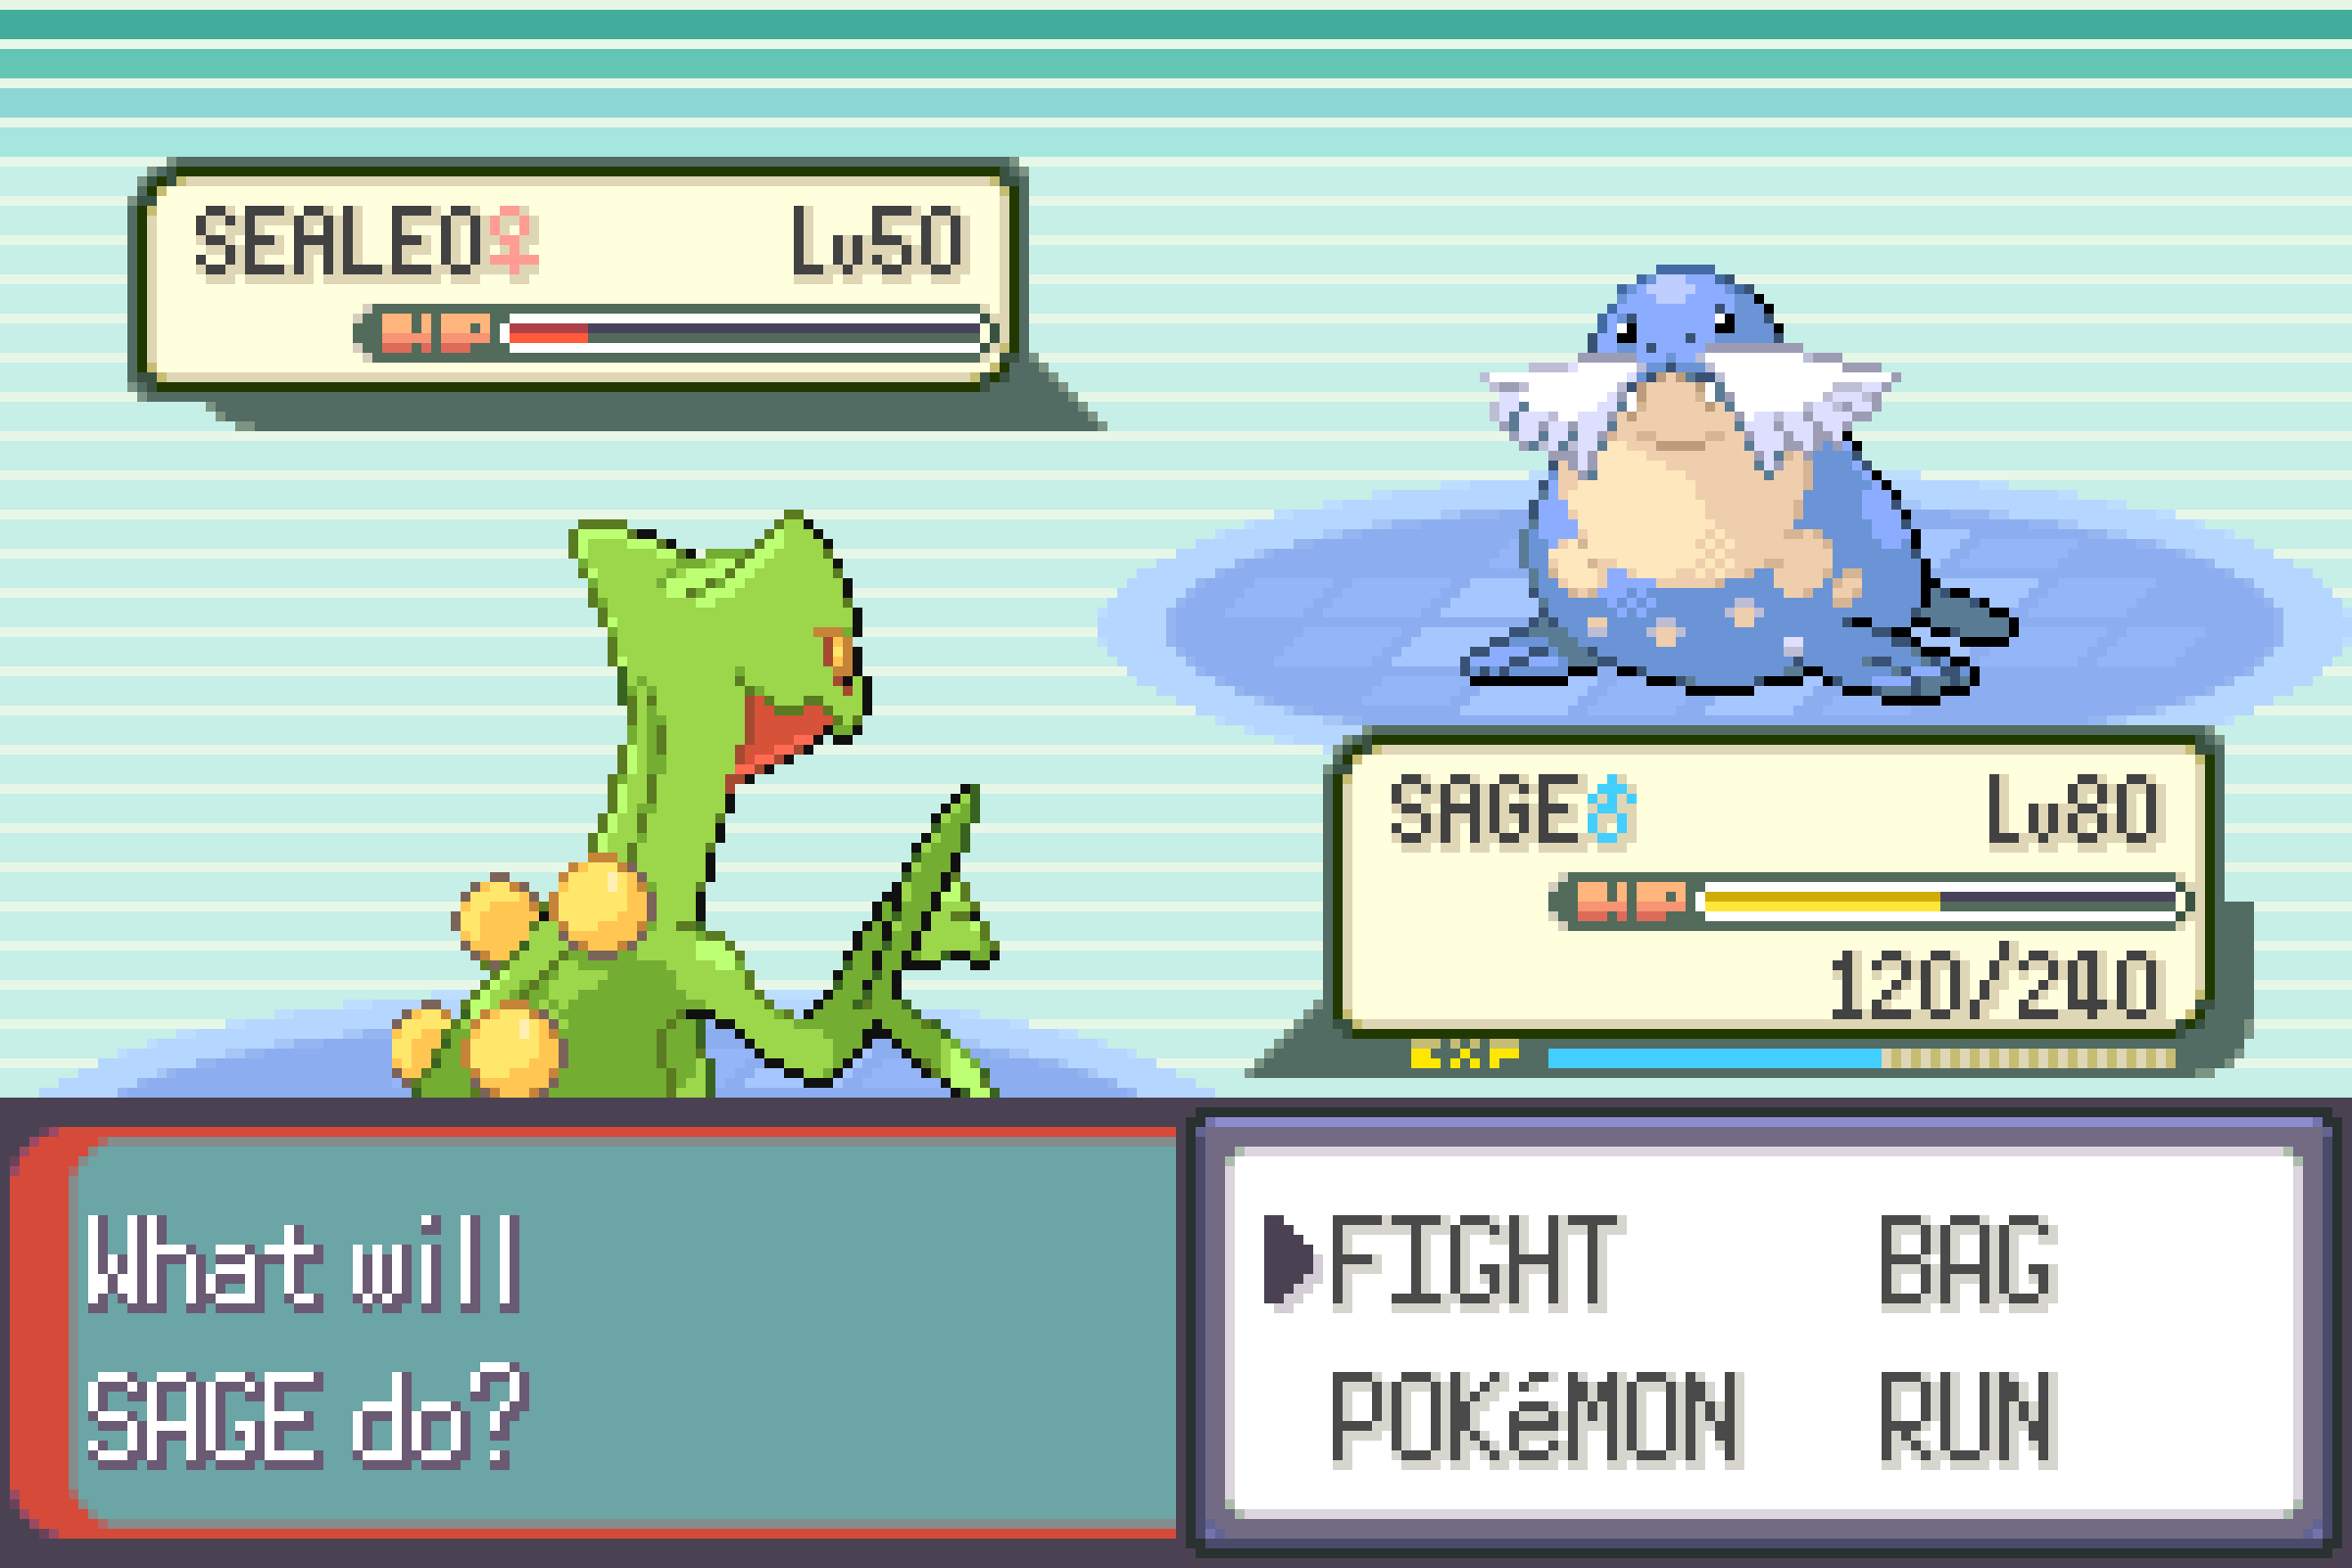 SEALEO♀ Lv50
HP
SAGE♂ Lv80
HP
120/240
EXP
What will
SAGE do?
FIGHT BAG
POKéMON RUN